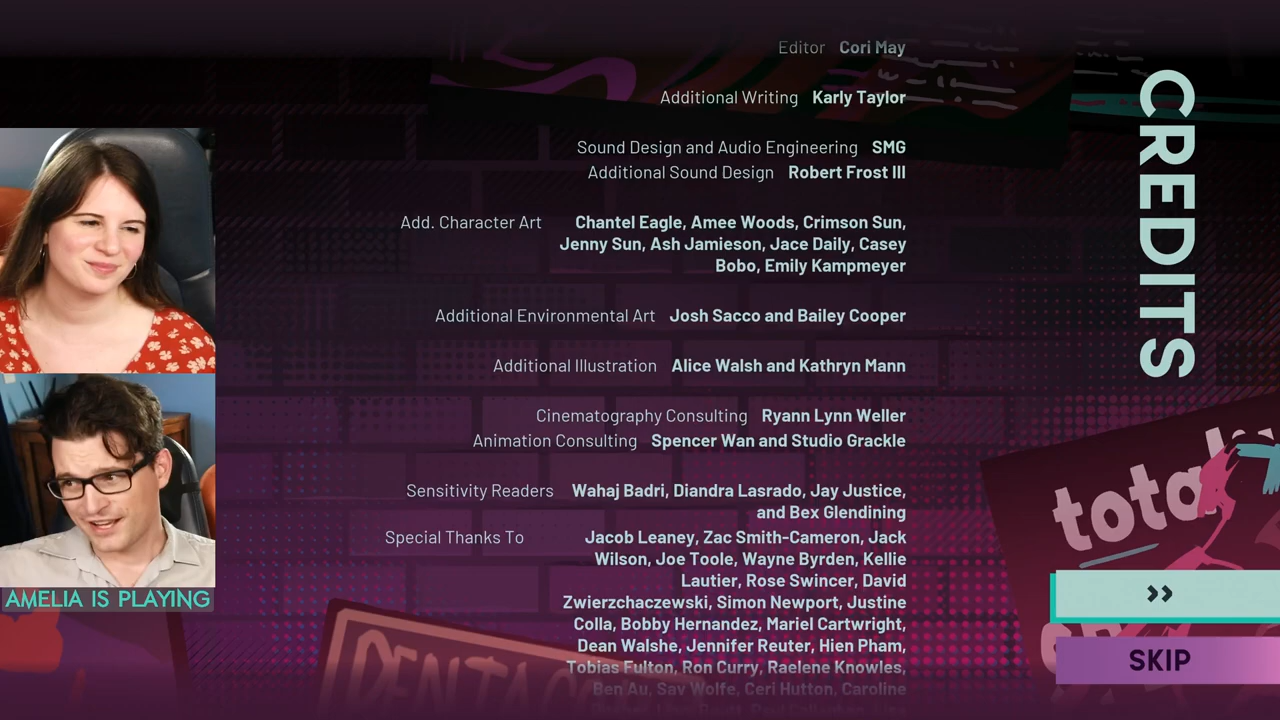 Editor Cori May
Additional Writing Karly Taylor
Sound Design and Audio Engineering SMG
Additional Sound Design Robert Frost III
Add. Character Art Chantel Eagle, Amee Woods, Crimson Sun,
Jenny Sun, Ash Jamieson, Jace Daily, Casey
Bobo, Emily Kampmeyer
Additional Environmental Art Josh Sacco and Bailey Cooper
Additional Illustration Alice Walsh and Kathryn Mann
Cinematography Consulting Ryann Lynn Weller
Animation Consulting Spencer Wan and Studio Grackle
Sensitivity Readers Wahaj Badri, Diandra Lasrado, Jay Justice,
and Bex Glendining
Special Thanks To Jacob Leaney, Zac Smith-Cameron, Jack
Wilson, Joe Toole, Wayne Byrden, Kellie
Lautier, Rose Swincer, David
Zwierzchaczewski, Simon Newport, Justine
Colla, Bobby Hernandez, Mariel Cartwright,
Dean Walshe, Jennifer Reuter, Hien Pham,
Tobias Fulton, Ron Curry, Raelene Knowles,
Ben Au, Sav Wolfe, Ceri Hutton, Caroline
CREDITS
AMELIA IS PLAYING
>>
SKIP